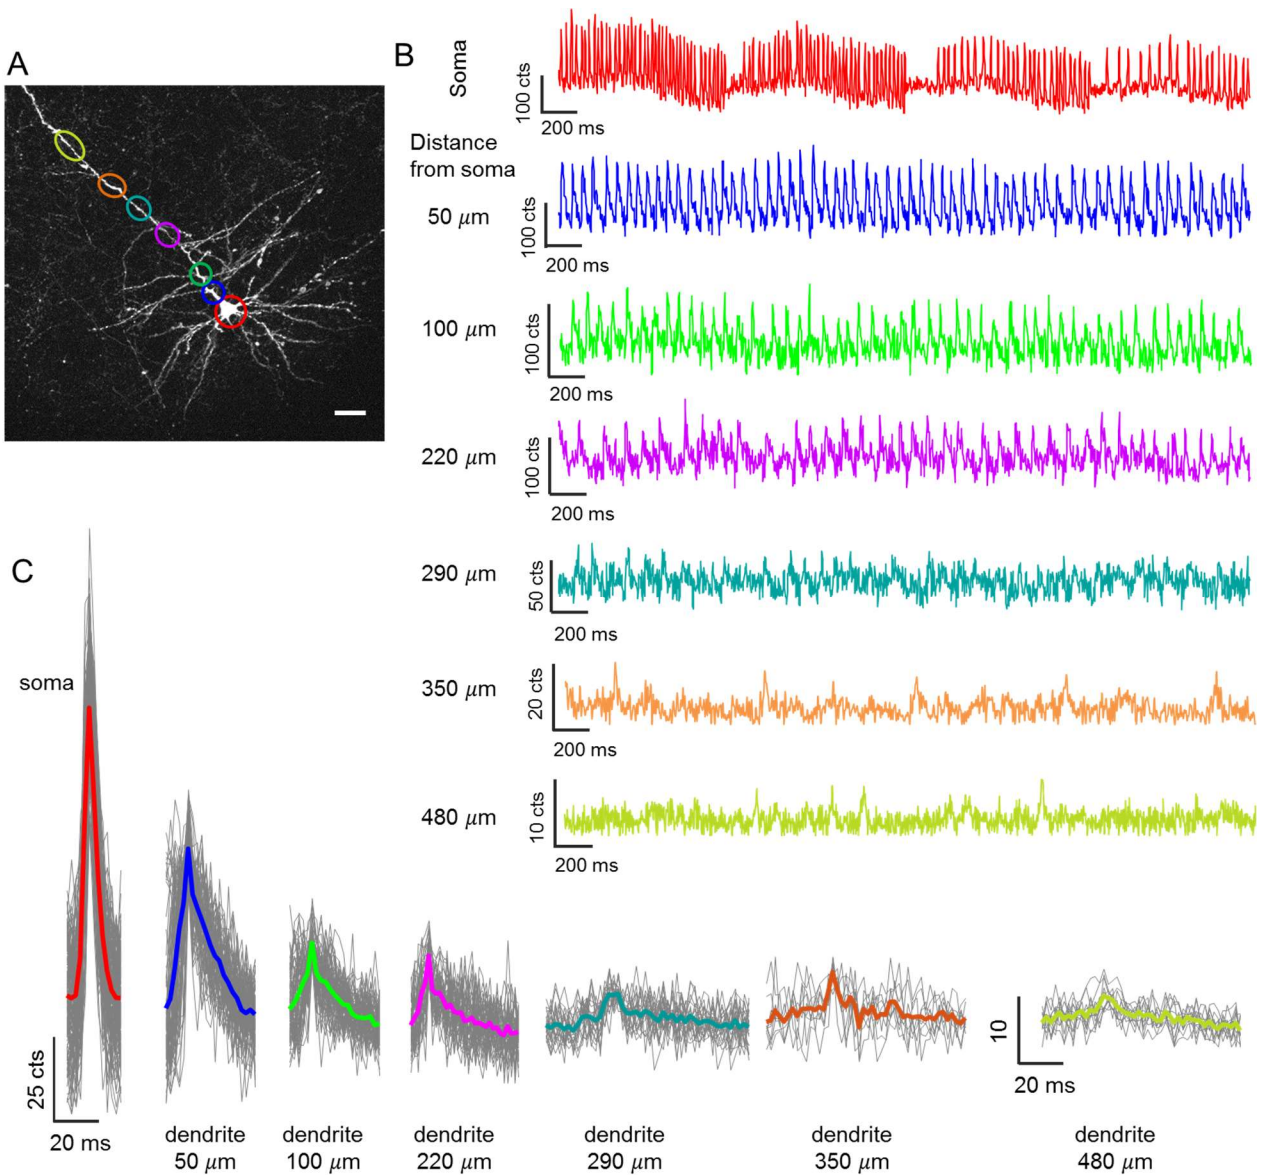 A
B
Soma
100 cts
200 ms
Distance
from soma
50 µm
100 cts
200 ms
100 µm
100 cts
200 ms
220 µm
100 cts
200 ms
290 µm
50 cts
200 ms
350 µm
20 cts
200 ms
480 µm
10 cts
200 ms
C
soma
25 cts
20 ms
dendrite
50 µm
dendrite
100 µm
dendrite
220 µm
dendrite
290 µm
dendrite
350 µm
10
20 ms
dendrite
480 µm